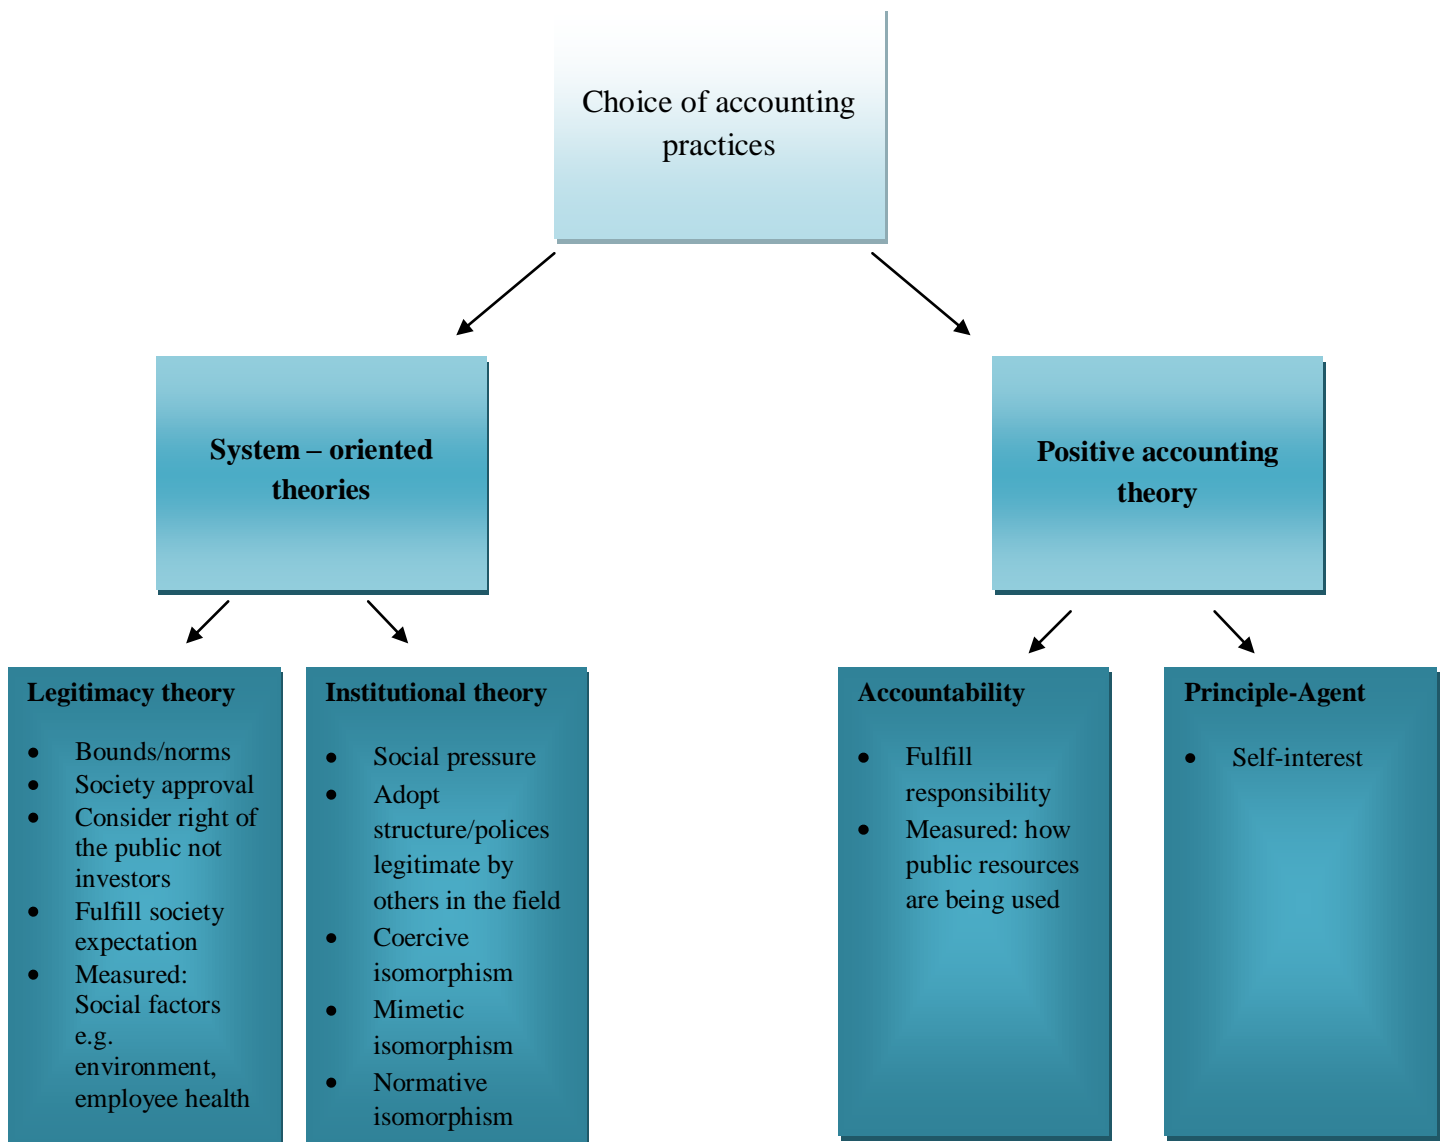 Choice of accounting
practices
System – oriented
theories
Positive accounting
theory
Legitimacy theory
• Bounds/norms
• Society approval
• Consider right of
the public not
investors
• Fulfill society
expectation
• Measured:
Social factors
e.g.
environment,
employee health
Institutional theory
• Social pressure
• Adopt
structure/polices
legitimate by
others in the field
• Coercive
isomorphism
• Mimetic
isomorphism
• Normative
isomorphism
Accountability
• Fulfill
responsibility
• Measured: how
public resources
are being used
Principle-Agent
• Self-interest